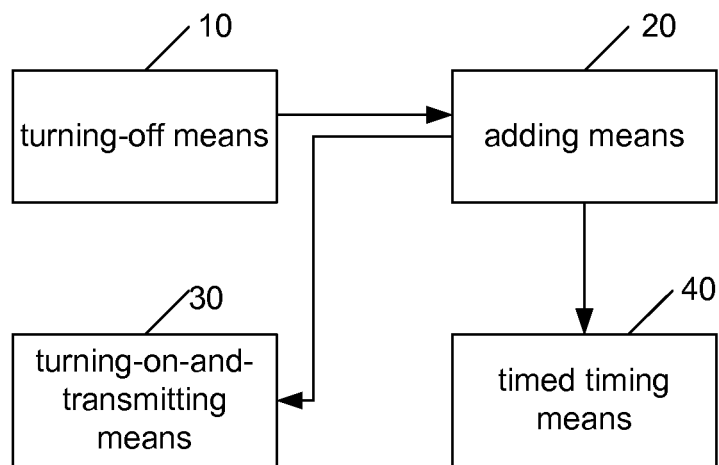 10
20
turning-off means
adding means
30
40
turning-on-and-
transmitting
means
timed timing
means